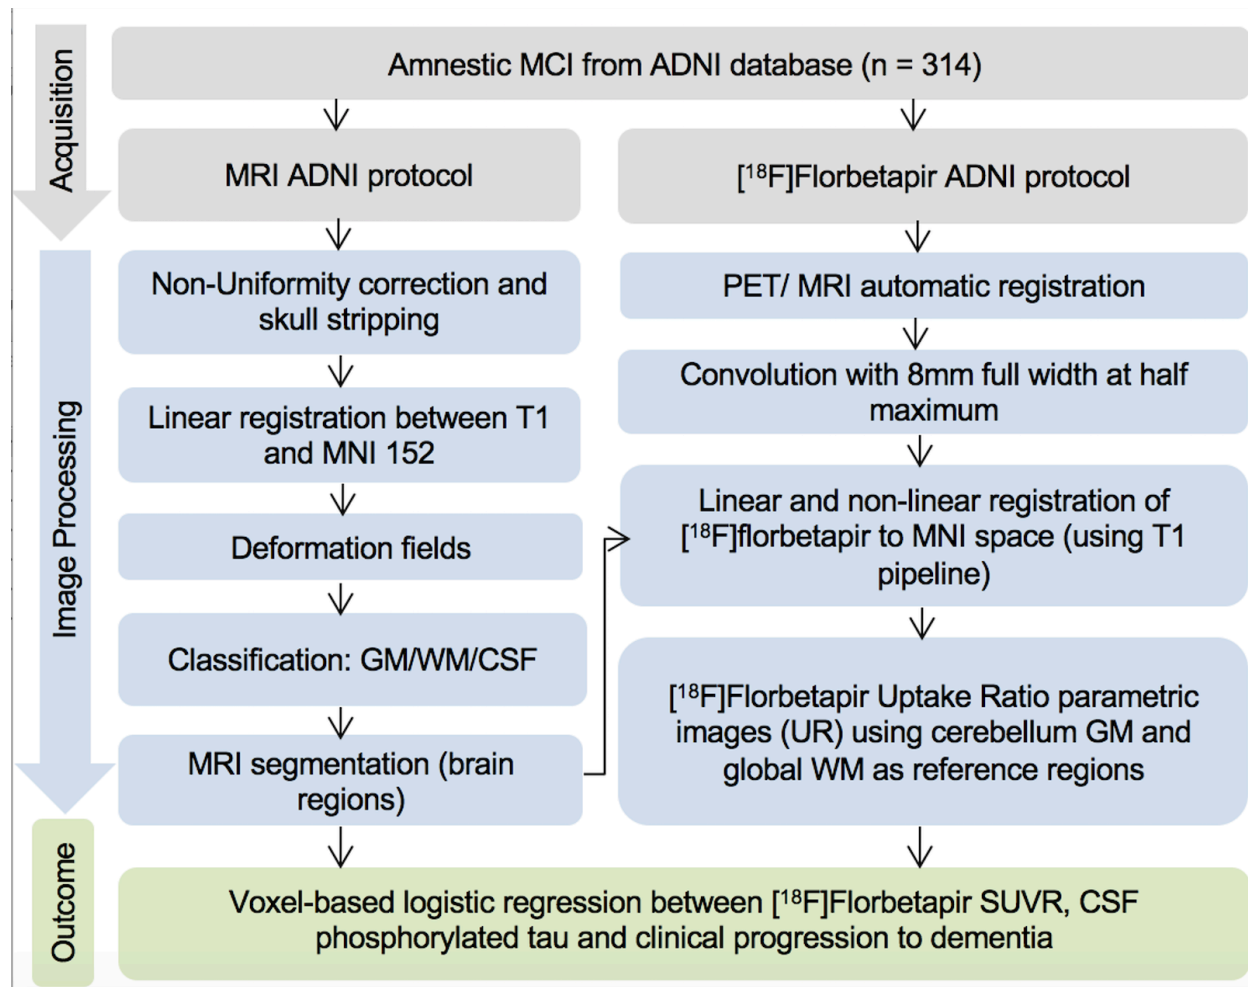 Acquisition
Amnestic MCI from ADNI database (n = 314)
MRI ADNI protocol
[¹⁸F]Florbetapir ADNI protocol
Image Processing
Non-Uniformity correction and
skull stripping
Linear registration between T1
and MNI 152
Deformation fields
Classification: GM/WM/CSF
MRI segmentation (brain
regions)
PET/ MRI automatic registration
Convolution with 8mm full width at half
maximum
Linear and non-linear registration of
[¹⁸F]florbetapir to MNI space (using T1
pipeline)
[¹⁸F]Florbetapir Uptake Ratio parametric
images (UR) using cerebellum GM and
global WM as reference regions
Outcome
Voxel-based logistic regression between [¹⁸F]Florbetapir SUVR, CSF
phosphorylated tau and clinical progression to dementia